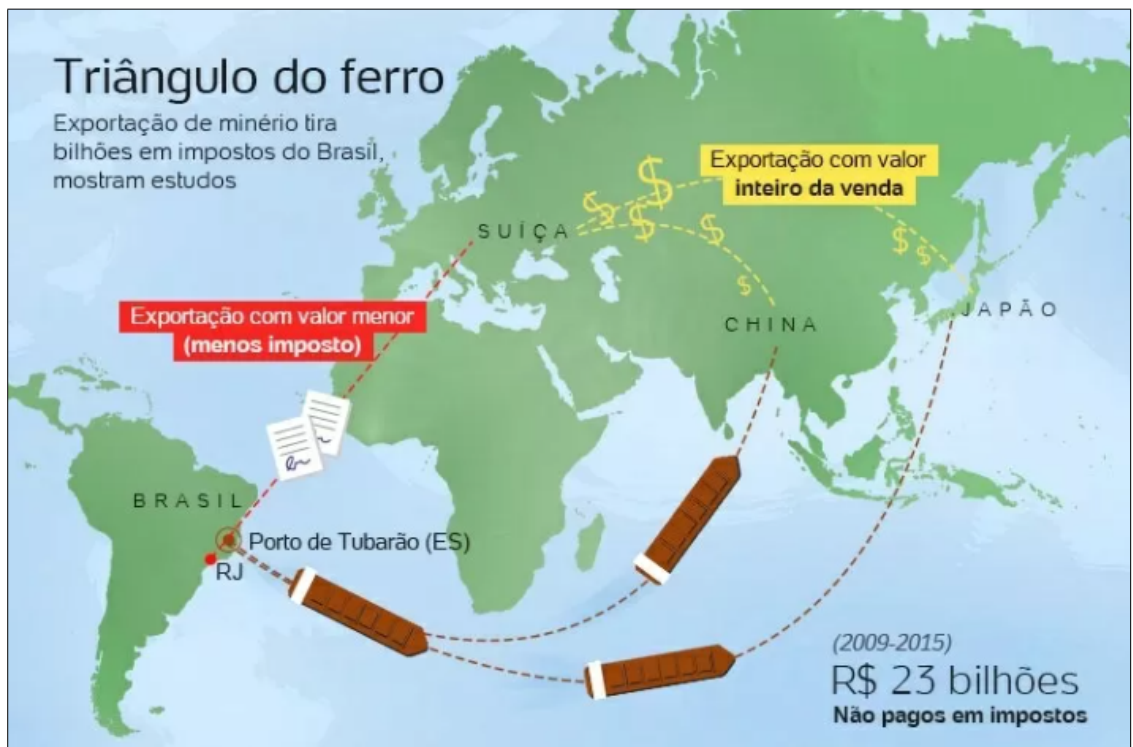 Triângulo do ferro
Exportação de minério tira
bilhões em impostos do Brasil,
mostram estudos
Exportação com valor
inteiro da venda
SUÍÇA
Exportação com valor menor
(menos imposto)
CHINA
JAPÃO
BRASIL
Porto de Tubarão (ES)
RJ
(2009-2015)
R$ 23 bilhões
Não pagos em impostos